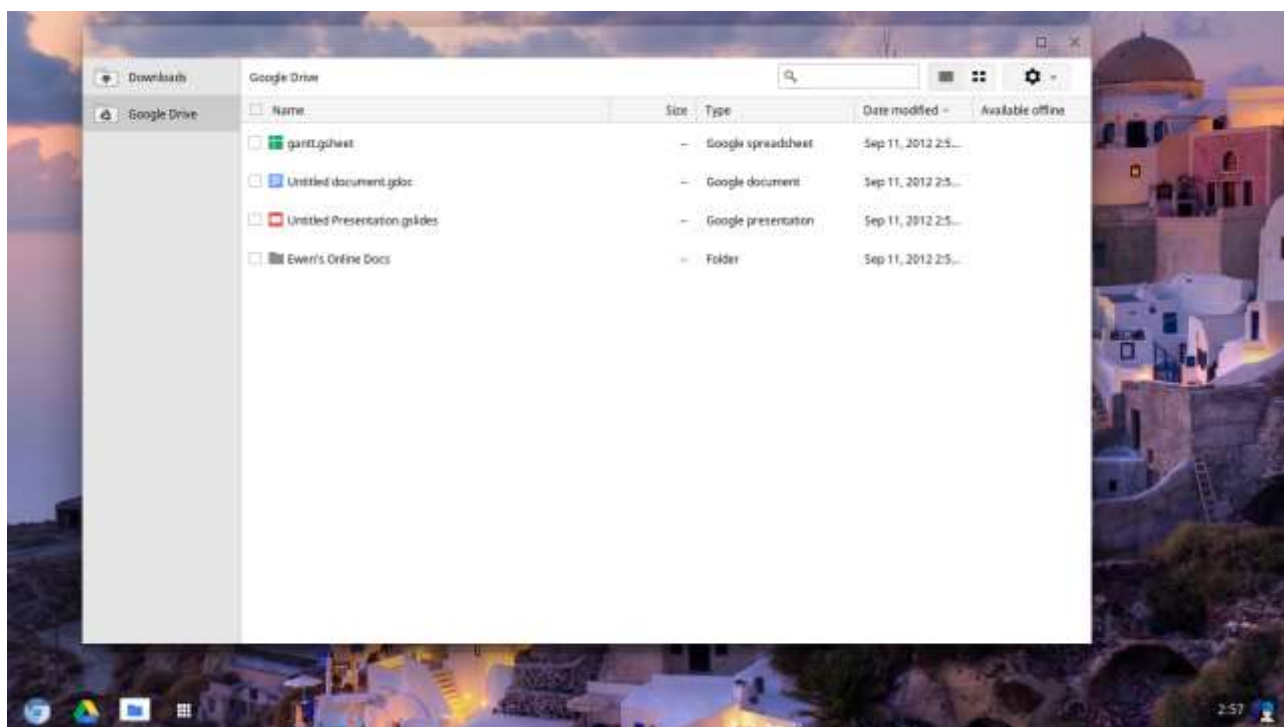 Downloads
Google Drive
Google Drive
Name Size Type Date modified Available offline
gantt.gsheet -- Google spreadsheet Sep 11, 2012 2:5...
Untitled document.gdoc -- Google document Sep 11, 2012 2:5...
Untitled Presentation.gslides -- Google presentation Sep 11, 2012 2:5...
Ewen's Online Docs -- Folder Sep 11, 2012 2:5...
2:57